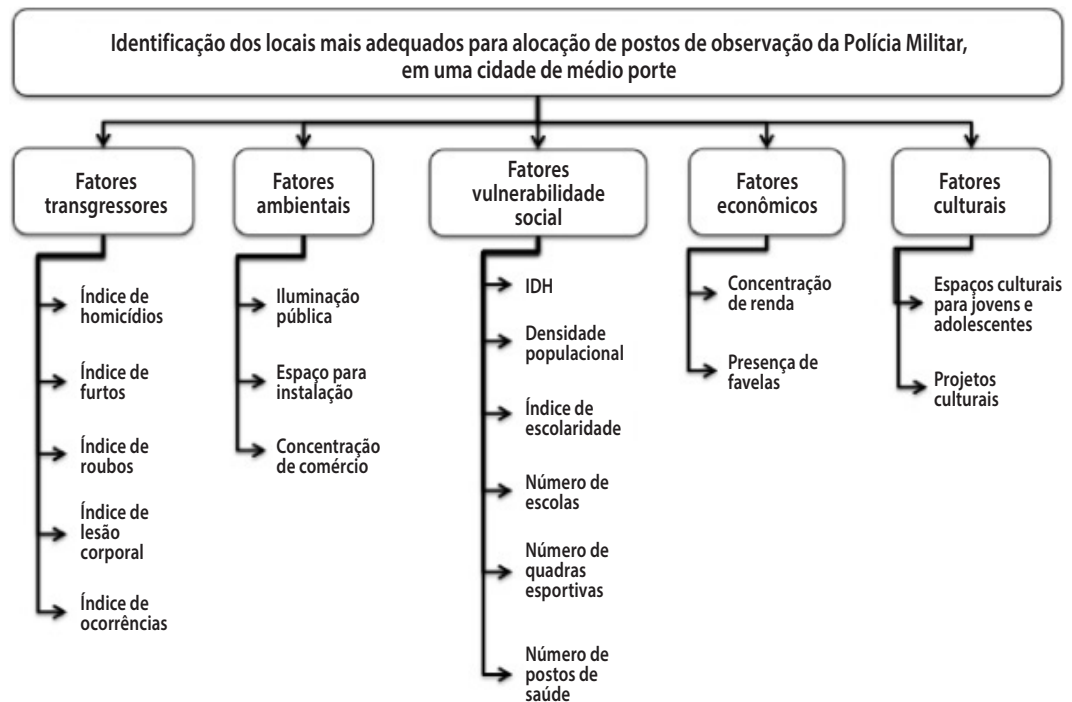 Identificação dos locais mais adequados para alocação de postos de observação da Polícia Militar,
em uma cidade de médio porte
Fatores
transgressores
Índice de
homicídios
Índice de
furtos
Índice de
roubos
Índice de
lesão
corporal
Índice de
ocorrências
Fatores
ambientais
Iluminação
pública
Espaço para
instalação
Concentração
de comércio
Fatores
vulnerabilidade
social
IDH
Densidade
populacional
Índice de
escolaridade
Número de
escolas
Número de
quadras
esportivas
Número de
postos de
saúde
Fatores
econômicos
Concentração
de renda
Presença de
favelas
Fatores
culturais
Espaços culturais
para jovens e
adolescentes
Projetos
culturais